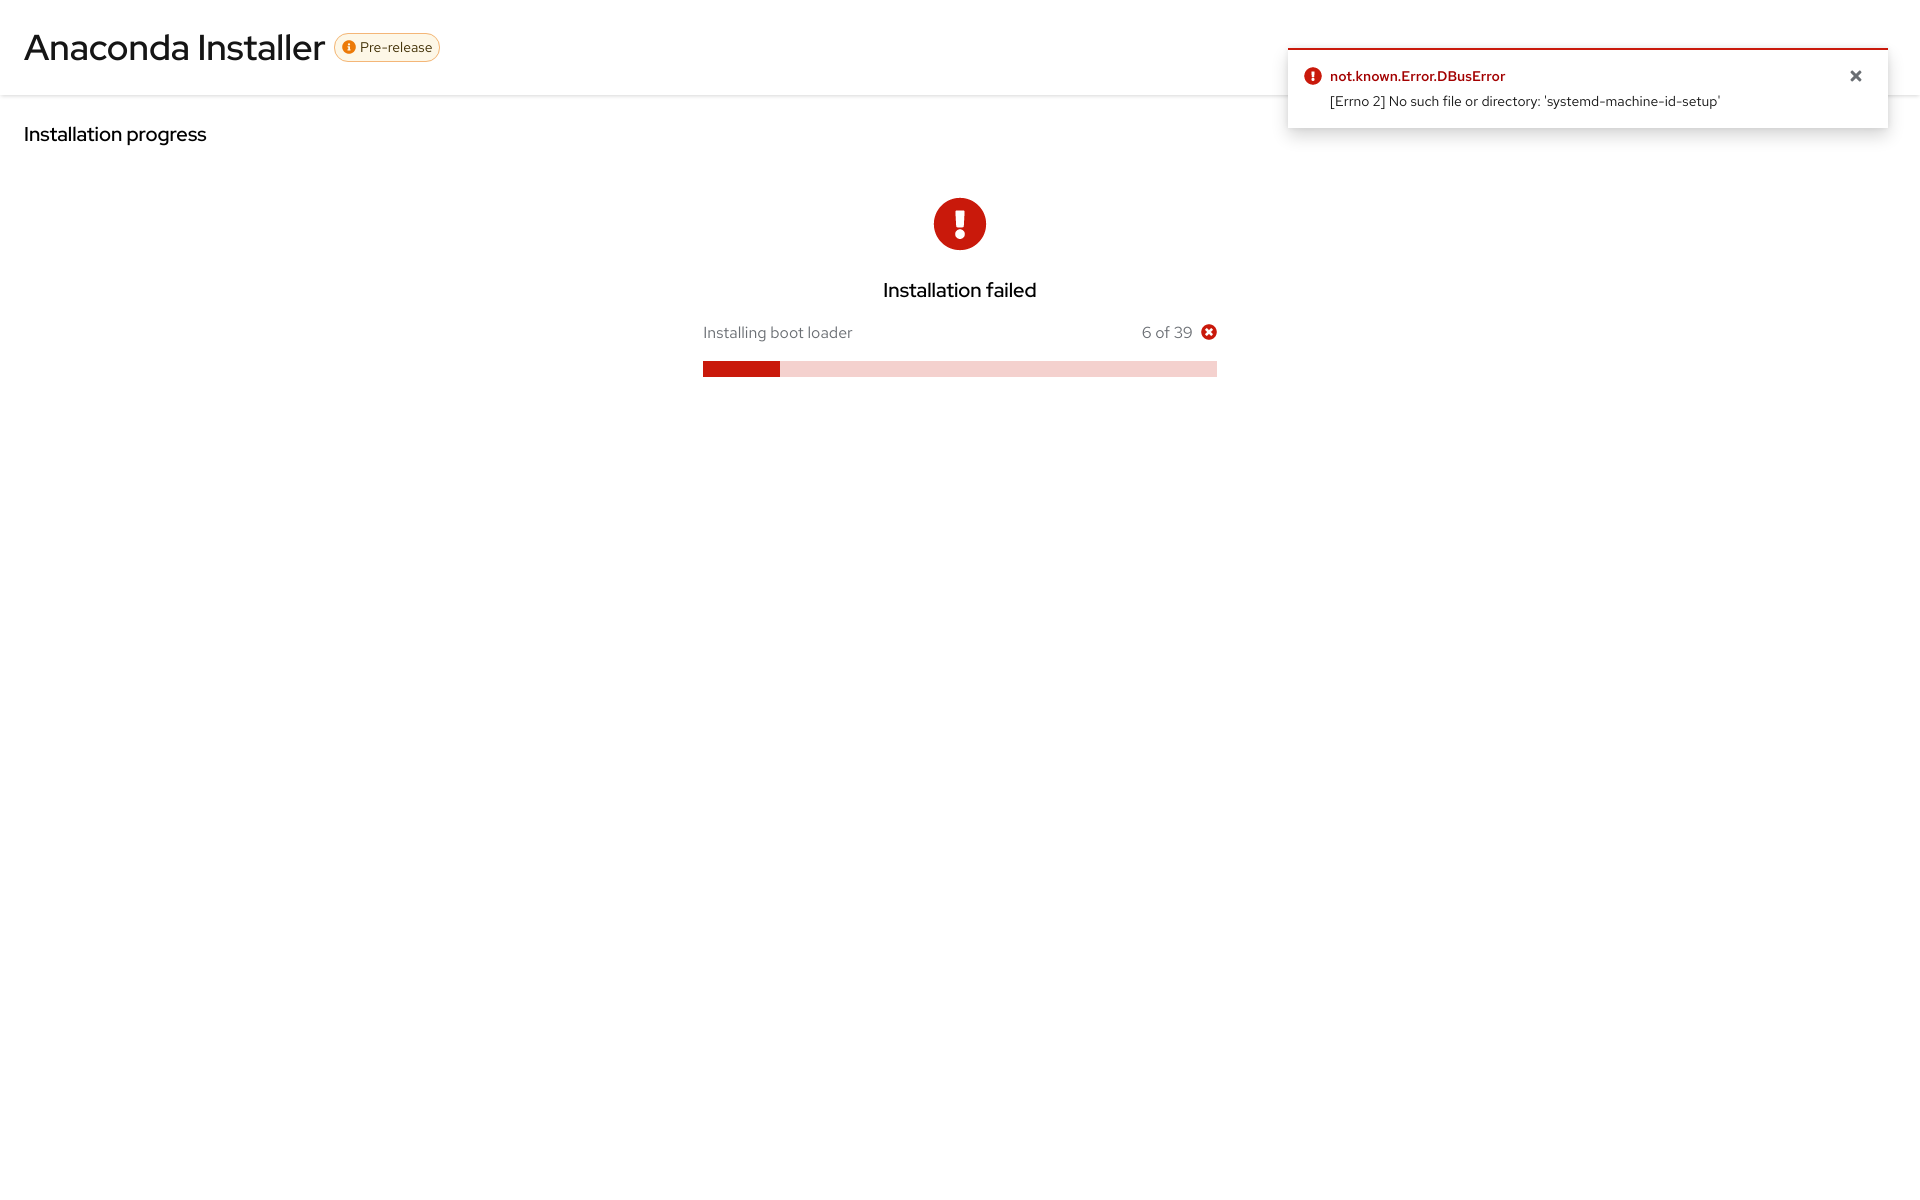 Anaconda Installer
Pre-release
not.known.Error.DBusError
[Errno 2] No such file or directory: 'systemd-machine-id-setup'
Installation progress
Installation failed
Installing boot loader
6 of 39